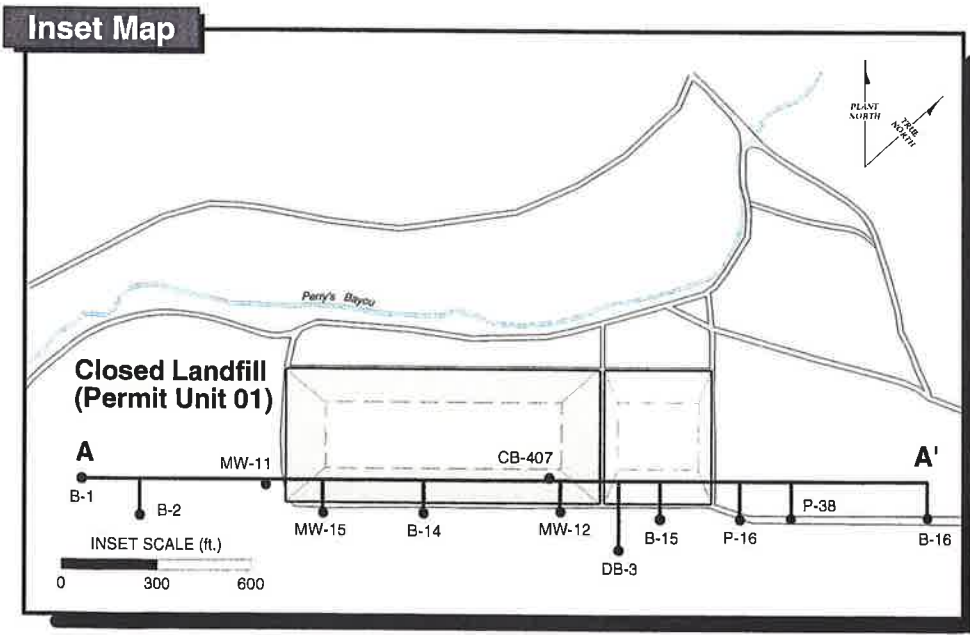 Inset Map
PLANT
NORTH
TRUE
NORTH
Perry's Bayou
Closed Landfill
(Permit Unit 01)
A
MW-11
CB-407
A'
B-1
B-2
MW-15
B-14
MW-12
B-15
P-16
P-38
B-16
DB-3
INSET SCALE (ft.)
0
300
600